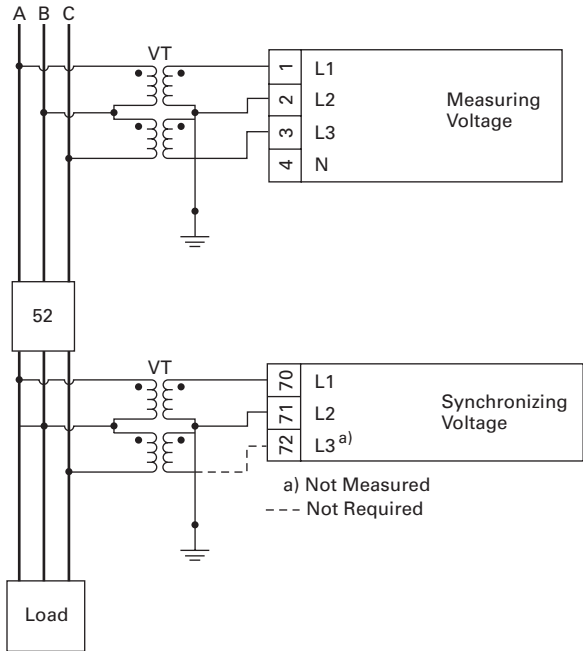 A B C
VT
1 L1
2 L2
3 L3
4 N
Measuring
Voltage
52
VT
70 L1
71 L2
72 L3 a)
Synchronizing
Voltage
a) Not Measured
--- Not Required
Load